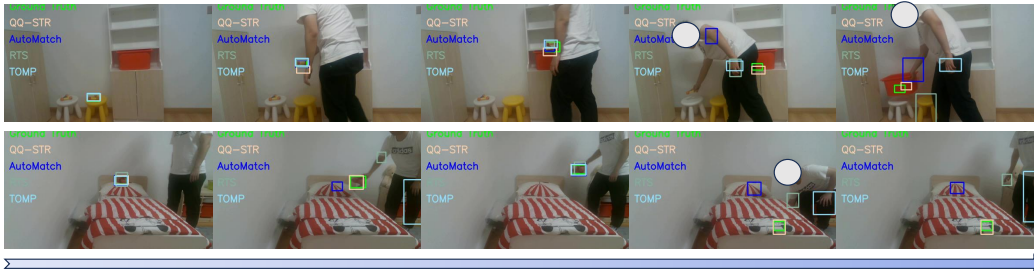 Ground Truth Ground Truth Ground Truth Ground Truth Ground Truth
QQ-STR QQ-STR QQ-STR QQ-STR QQ-STR
AutoMatch AutoMatch AutoMatch AutoMatch AutoMatch
RTS RTS RTS RTS RTS
TOMP TOMP TOMP TOMP TOMP
Ground Truth Ground Truth Ground Truth Ground Truth Ground Truth
QQ-STR QQ-STR QQ-STR QQ-STR QQ-STR
AutoMatch AutoMatch AutoMatch AutoMatch AutoMatch
TOMP TOMP TOMP TOMP TOMP